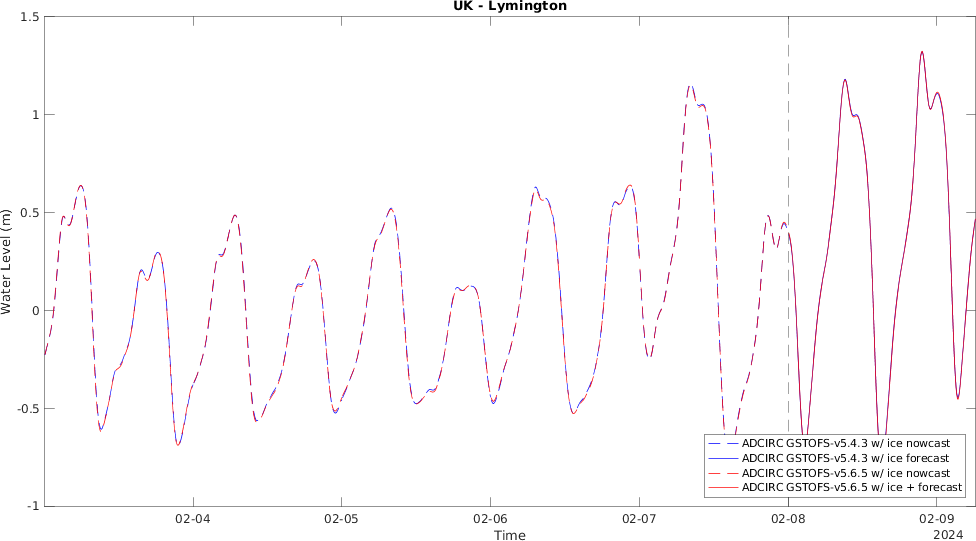 UK - Lymington
1.5
1
0.5
0
-0.5
-1
Water Level (m)
ADCIRC GSTOFS-v5.4.3 w/ ice nowcast
ADCIRC GSTOFS-v5.4.3 w/ ice forecast
ADCIRC GSTOFS-v5.6.5 w/ ice nowcast
ADCIRC GSTOFS-v5.6.5 w/ ice + forecast
02-04 02-05 02-06 02-07 02-08 02-09
Time
2024